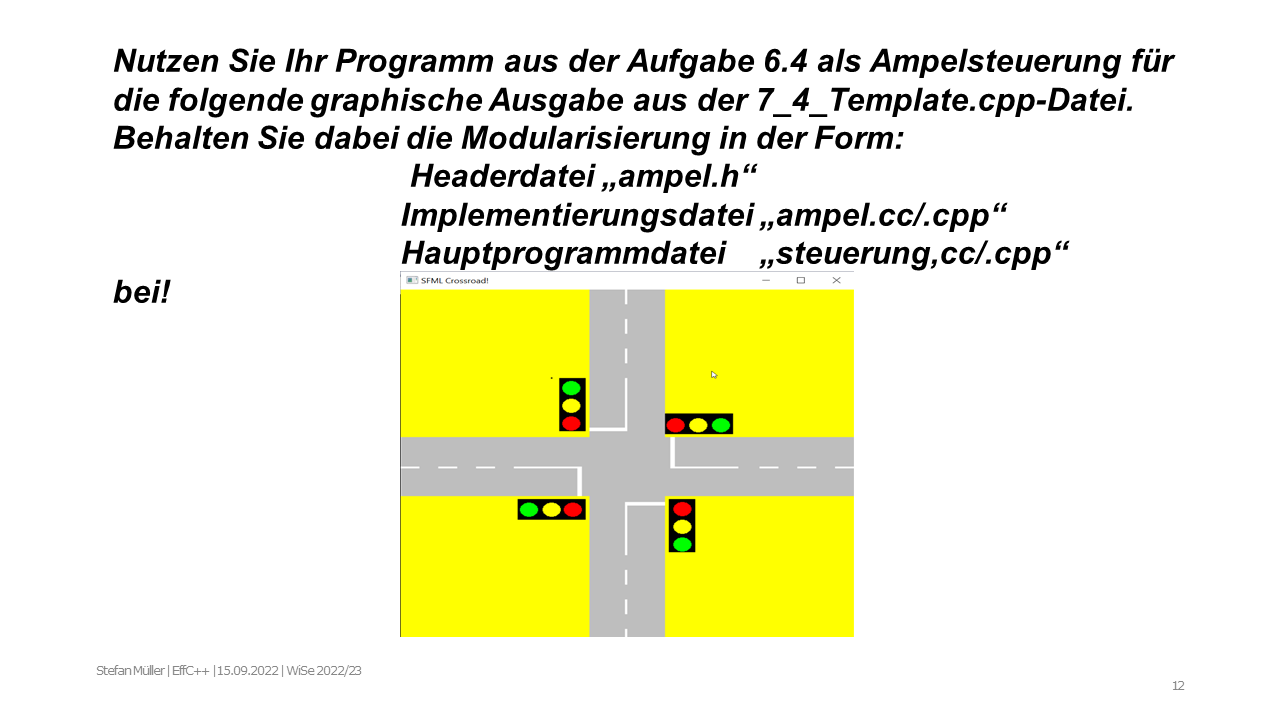 Nutzen Sie Ihr Programm aus der Aufgabe 6.4 als Ampelsteuerung für
die folgende graphische Ausgabe aus der 7_4_Template.cpp-Datei.
Behalten Sie dabei die Modularisierung in der Form:
Headerdatei „ampel.h“
Implementierungsdatei „ampel.cc/.cpp“
Hauptprogrammdatei „steuerung,cc/.cpp“
bei!
SFML Crossroad!
Stefan Müller | EffC++ |15.09.2022 | WiSe 2022/23
12